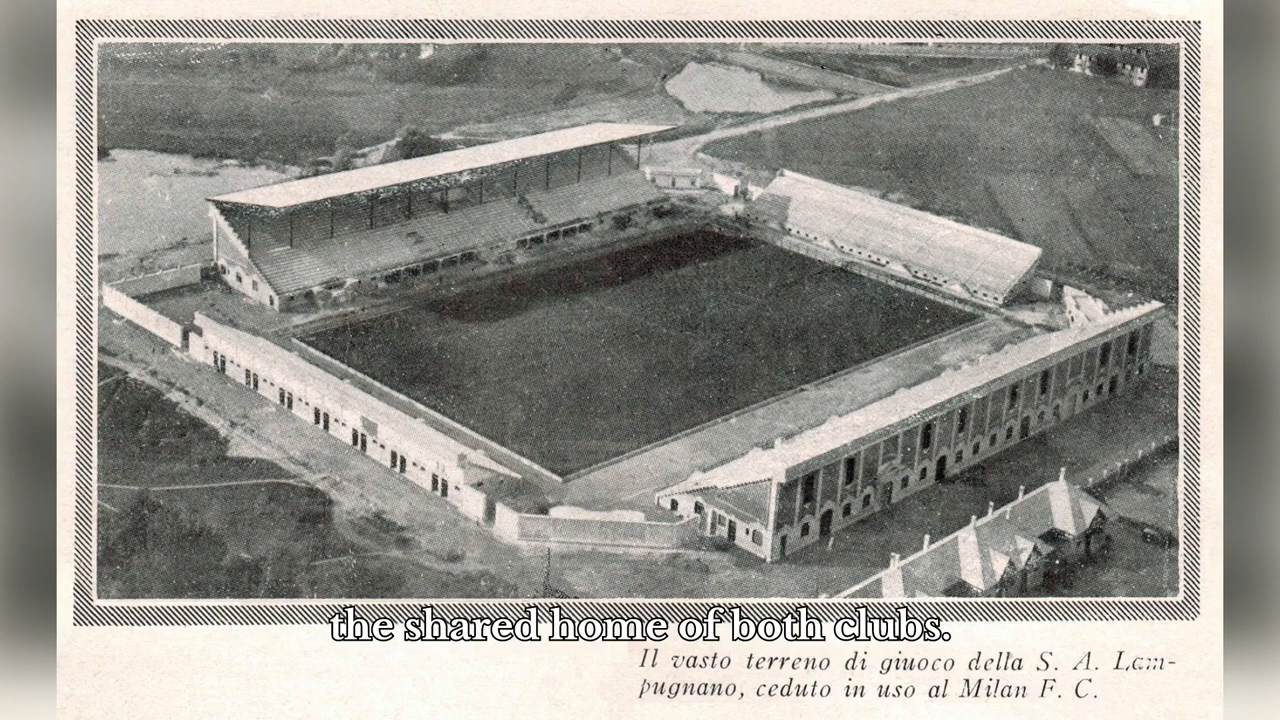 the shared home of both clubs.
Il vasto terreno di giuoco della S. A. Lam-
pugnano, ceduto in uso al Milan F. C.